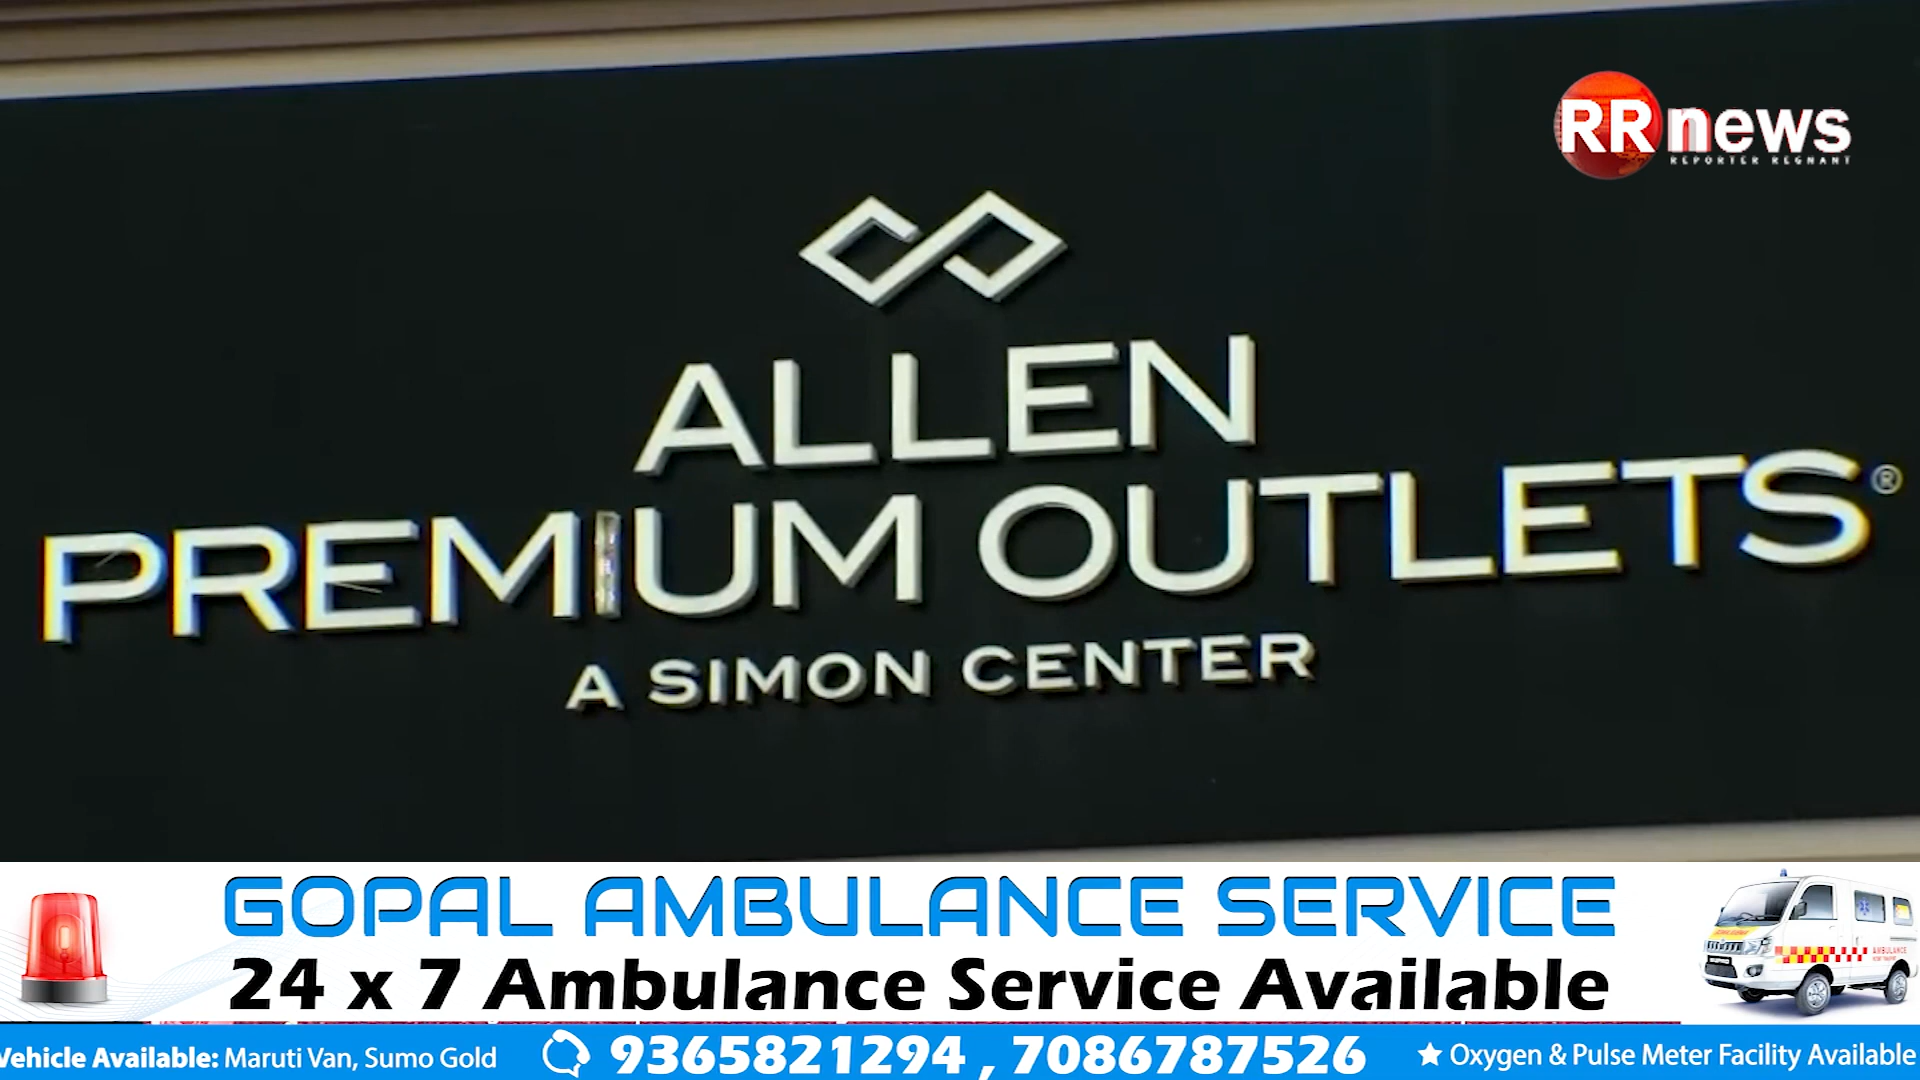 RRnews
REPORTER REGNANT
ALLEN
PREMIUM OUTLETS®
A SIMON CENTER
GOPAL AMBULANCE SERVICE
24 x 7 Ambulance Service Available
AMBULANCE
Vehicle Available: Maruti Van, Sumo Gold 9365821294 , 7086787526 ★ Oxygen & Pulse Meter Facility Available